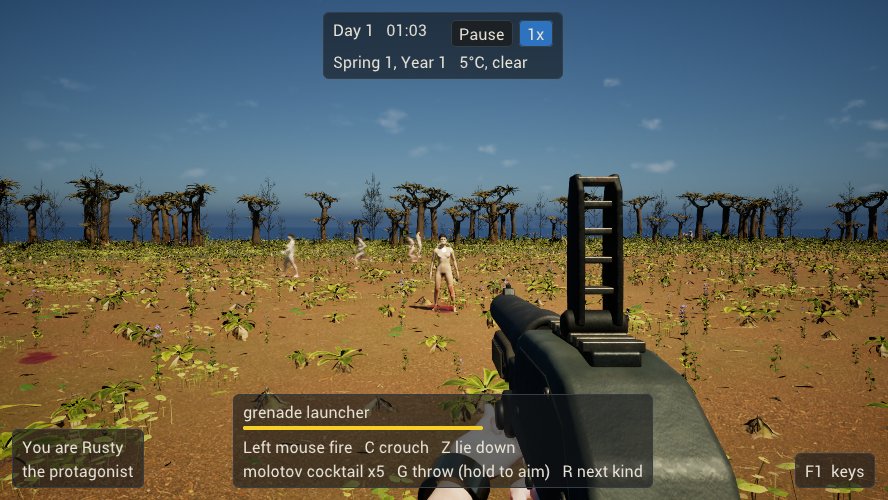 Day 1 01:03 Pause 1x
Spring 1, Year 1 5°C, clear
grenade launcher
Left mouse fire C crouch Z lie down
molotov cocktail x5 G throw (hold to aim) R next kind
You are Rusty
the protagonist
F1 keys